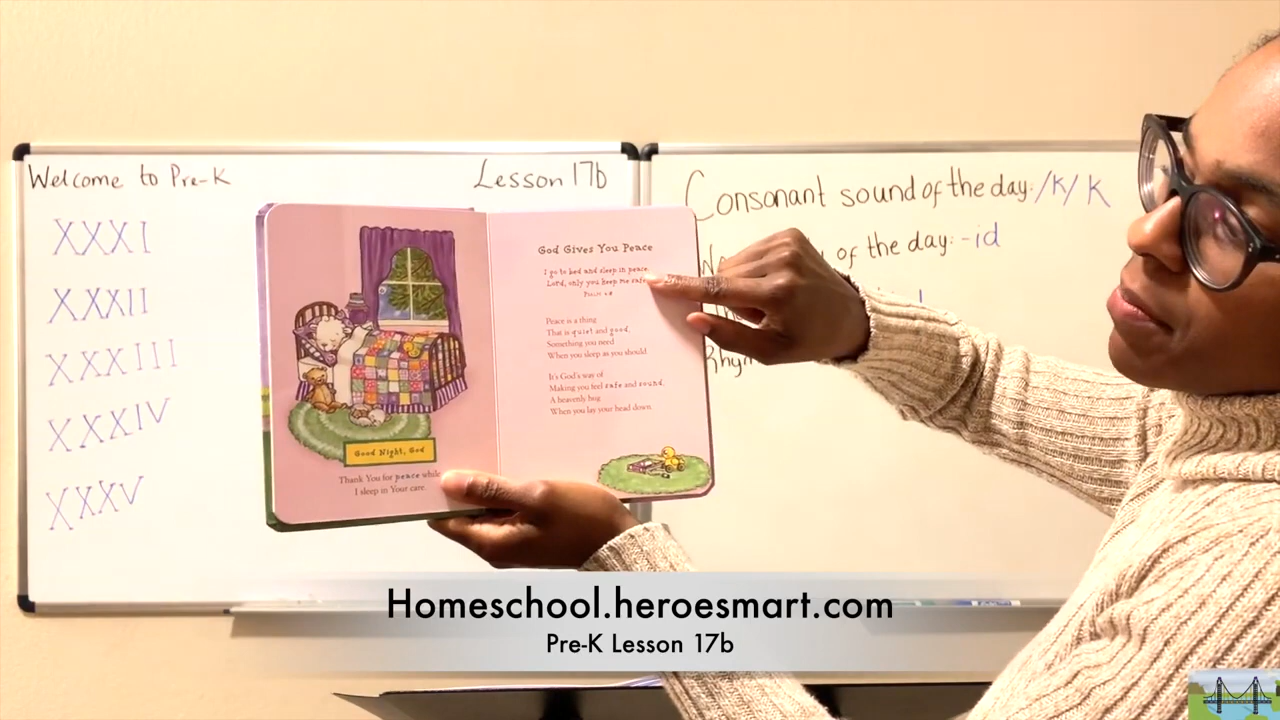 Welcome to Pre-K
Lesson 17b
XXXI
XXXII
XXXIII
XXXIV
XXXV
Consonant sound of the day: /k/ k
of the day: -id
Good Night, God
Thank You for peace while
I sleep in Your care.
God Gives You Peace
I go to bed and sleep in peace.
Lord, only you keep me safe.
Psalm 4:8
Peace is a thing
That is quiet and good,
Something you need
When you sleep as you should
It's God's way of
Making you feel safe and sound,
A heavenly hug
When you lay your head down.
Homeschool.heroesmart.com
Pre-K Lesson 17b